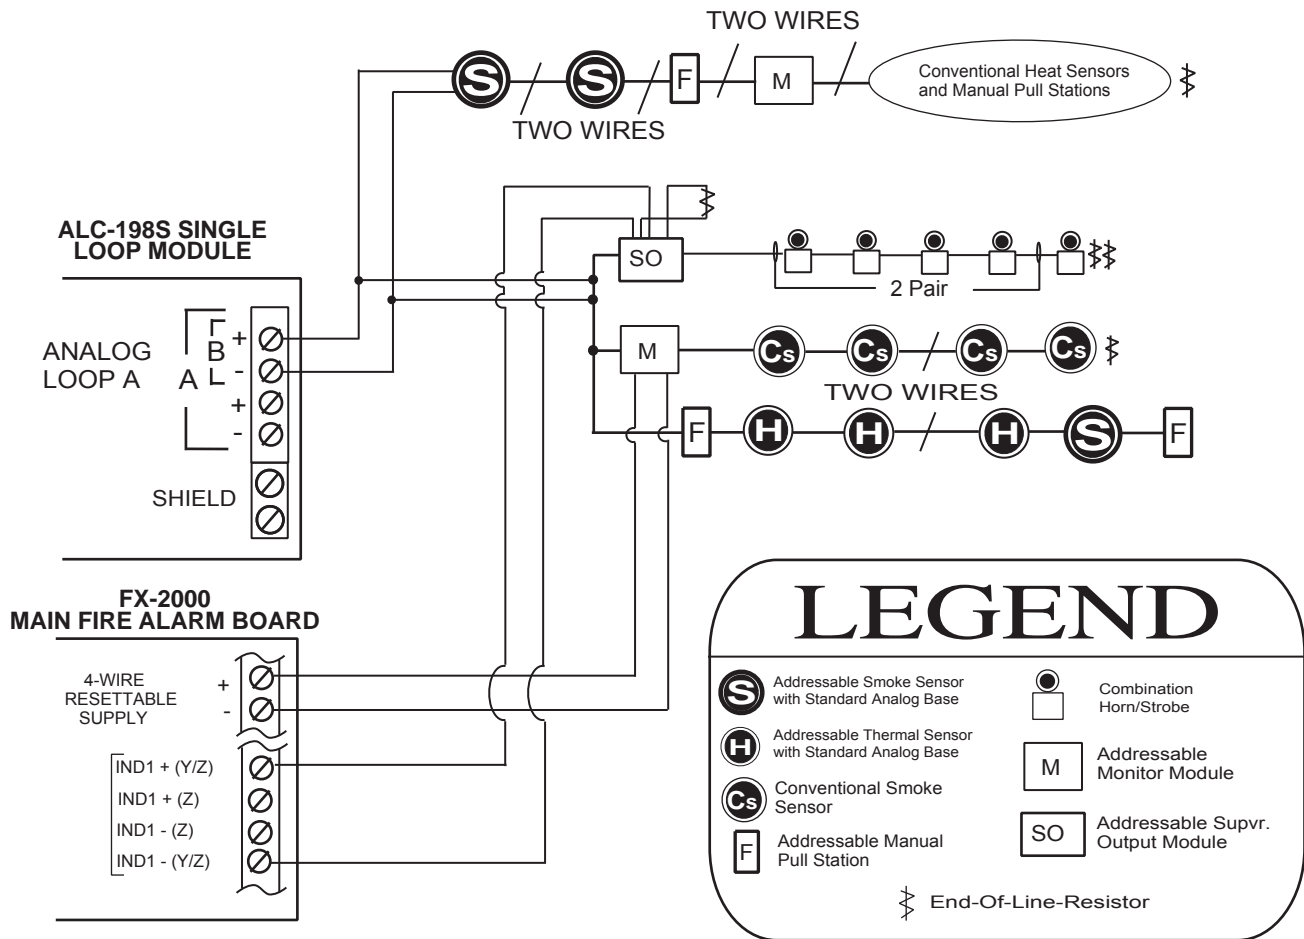 TWO WIRES
S
S
F
M
Conventional Heat Sensors
and Manual Pull Stations
TWO WIRES
ALC-198S SINGLE
LOOP MODULE
SO
2 Pair
ANALOG
LOOP A
A
B
+
-
+
-
SHIELD
M
Cs
Cs
Cs
Cs
TWO WIRES
F
H
H
H
S
F
FX-2000
MAIN FIRE ALARM BOARD
4-WIRE
RESETTABLE
SUPPLY
+
-
IND1 + (Y/Z)
IND1 + (Z)
IND1 - (Z)
IND1 - (Y/Z)
LEGEND
S
Addressable Smoke Sensor
with Standard Analog Base
H
Addressable Thermal Sensor
with Standard Analog Base
Cs
Conventional Smoke
Sensor
F
Addressable Manual
Pull Station
Combination
Horn/Strobe
M
Addressable
Monitor Module
SO
Addressable Supvr.
Output Module
End-Of-Line-Resistor